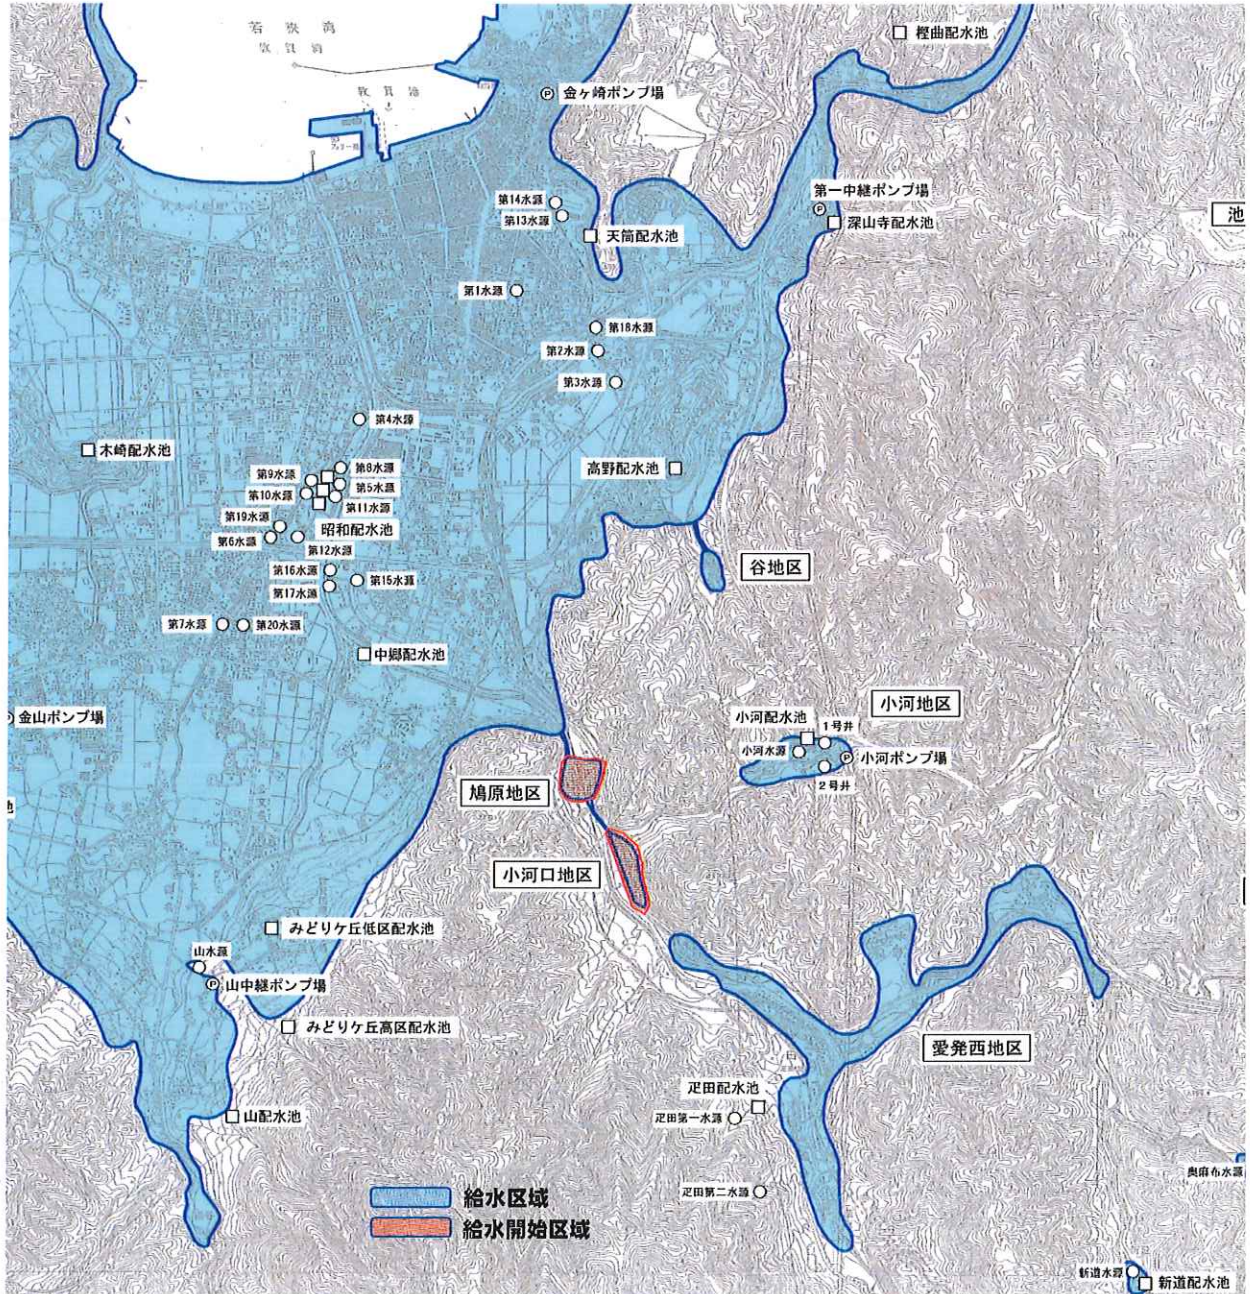 若狭湾
敦賀湾
敦賀港
樫曲配水池
金ヶ崎ポンプ場
第一中継ポンプ場
深山寺配水池
池
第14水源
第13水源
天筒配水池
第1水源
第18水源
第2水源
第3水源
第4水源
木崎配水池
高野配水池
第8水源
第9水源
第5水源
第10水源
第11水源
第19水源
昭和配水池
第6水源
第12水源
谷地区
第16水源
第15水源
第17水源
第7水源
第20水源
中郷配水池
金山ポンプ場
小河地区
小河配水池
1号井
小河水源
小河ポンプ場
2号井
鳩原地区
池
小河口地区
みどりケ丘低区配水池
山水源
山中継ポンプ場
みどりケ丘高区配水池
愛発西地区
疋田配水池
疋田第一水源
山配水池
疋田第二水源
奥麻布水源
給水区域
給水開始区域
新道水源
新道配水池